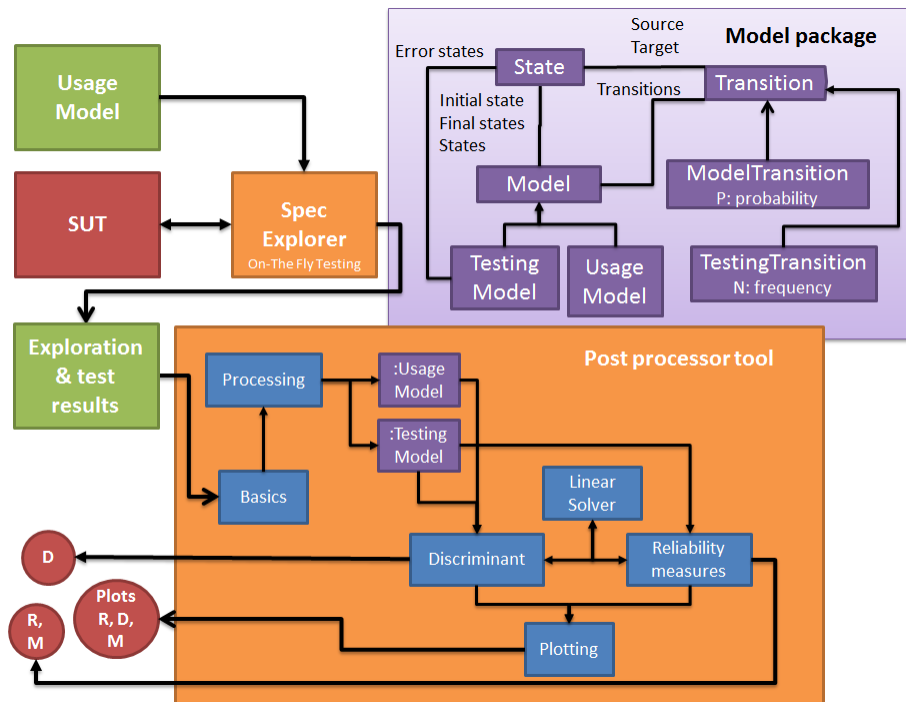 Usage
Model
SUT
Spec
Explorer
On-The Fly Testing
Exploration
& test
results
Model package
Error states
State
Source
Target
Transition
Initial state
Final states
States
Transitions
Model
ModelTransition
P: probability
Testing
Model
Usage
Model
TestingTransition
N: frequency
Post processor tool
Processing
:Usage
Model
:Testing
Model
Basics
Linear
Solver
Discriminant
Reliability
measures
Plotting
D
Plots
R, D,
M
R,
M